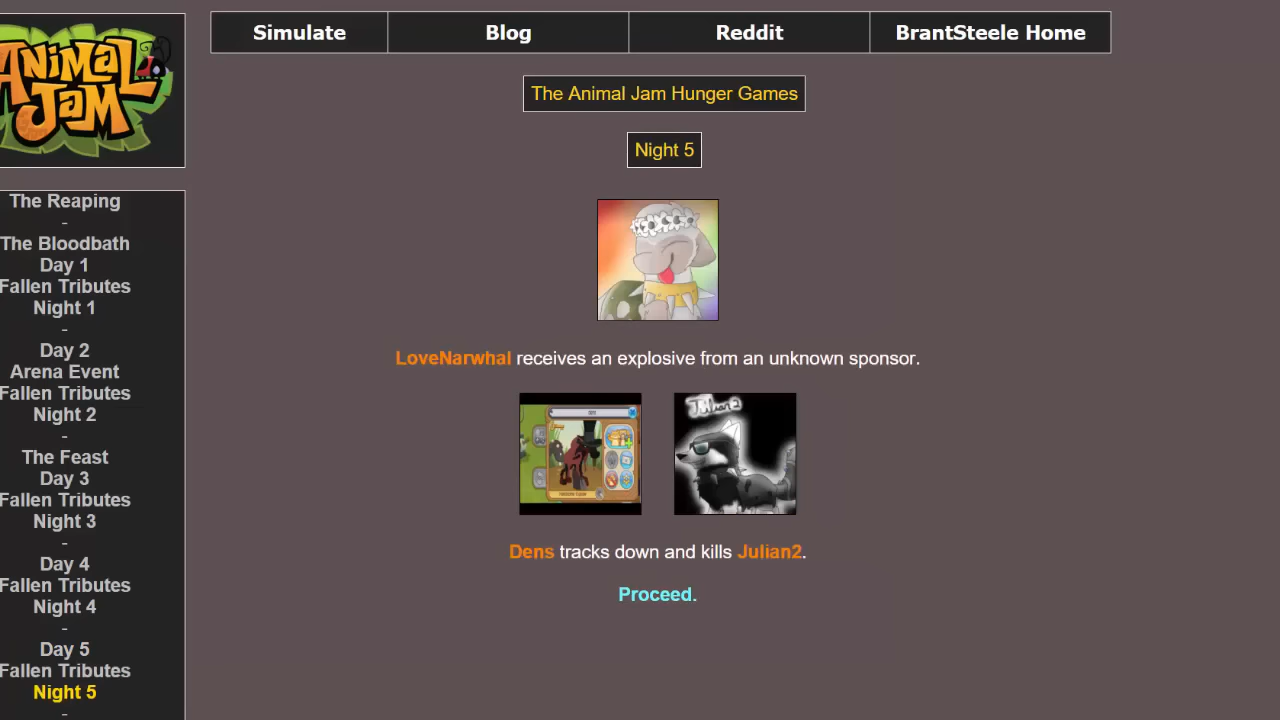 Simulate
Blog
Reddit
BrantSteele Home
ANIMAL
JAM
The Animal Jam Hunger Games
Night 5
The Reaping
-
The Bloodbath
Day 1
Fallen Tributes
Night 1
-
Day 2
Arena Event
Fallen Tributes
Night 2
-
The Feast
Day 3
Fallen Tributes
Night 3
-
Day 4
Fallen Tributes
Night 4
-
Day 5
Fallen Tributes
Night 5
-
LoveNarwhal receives an explosive from an unknown sponsor.
Julian2
Dens tracks down and kills Julian2.
Proceed.